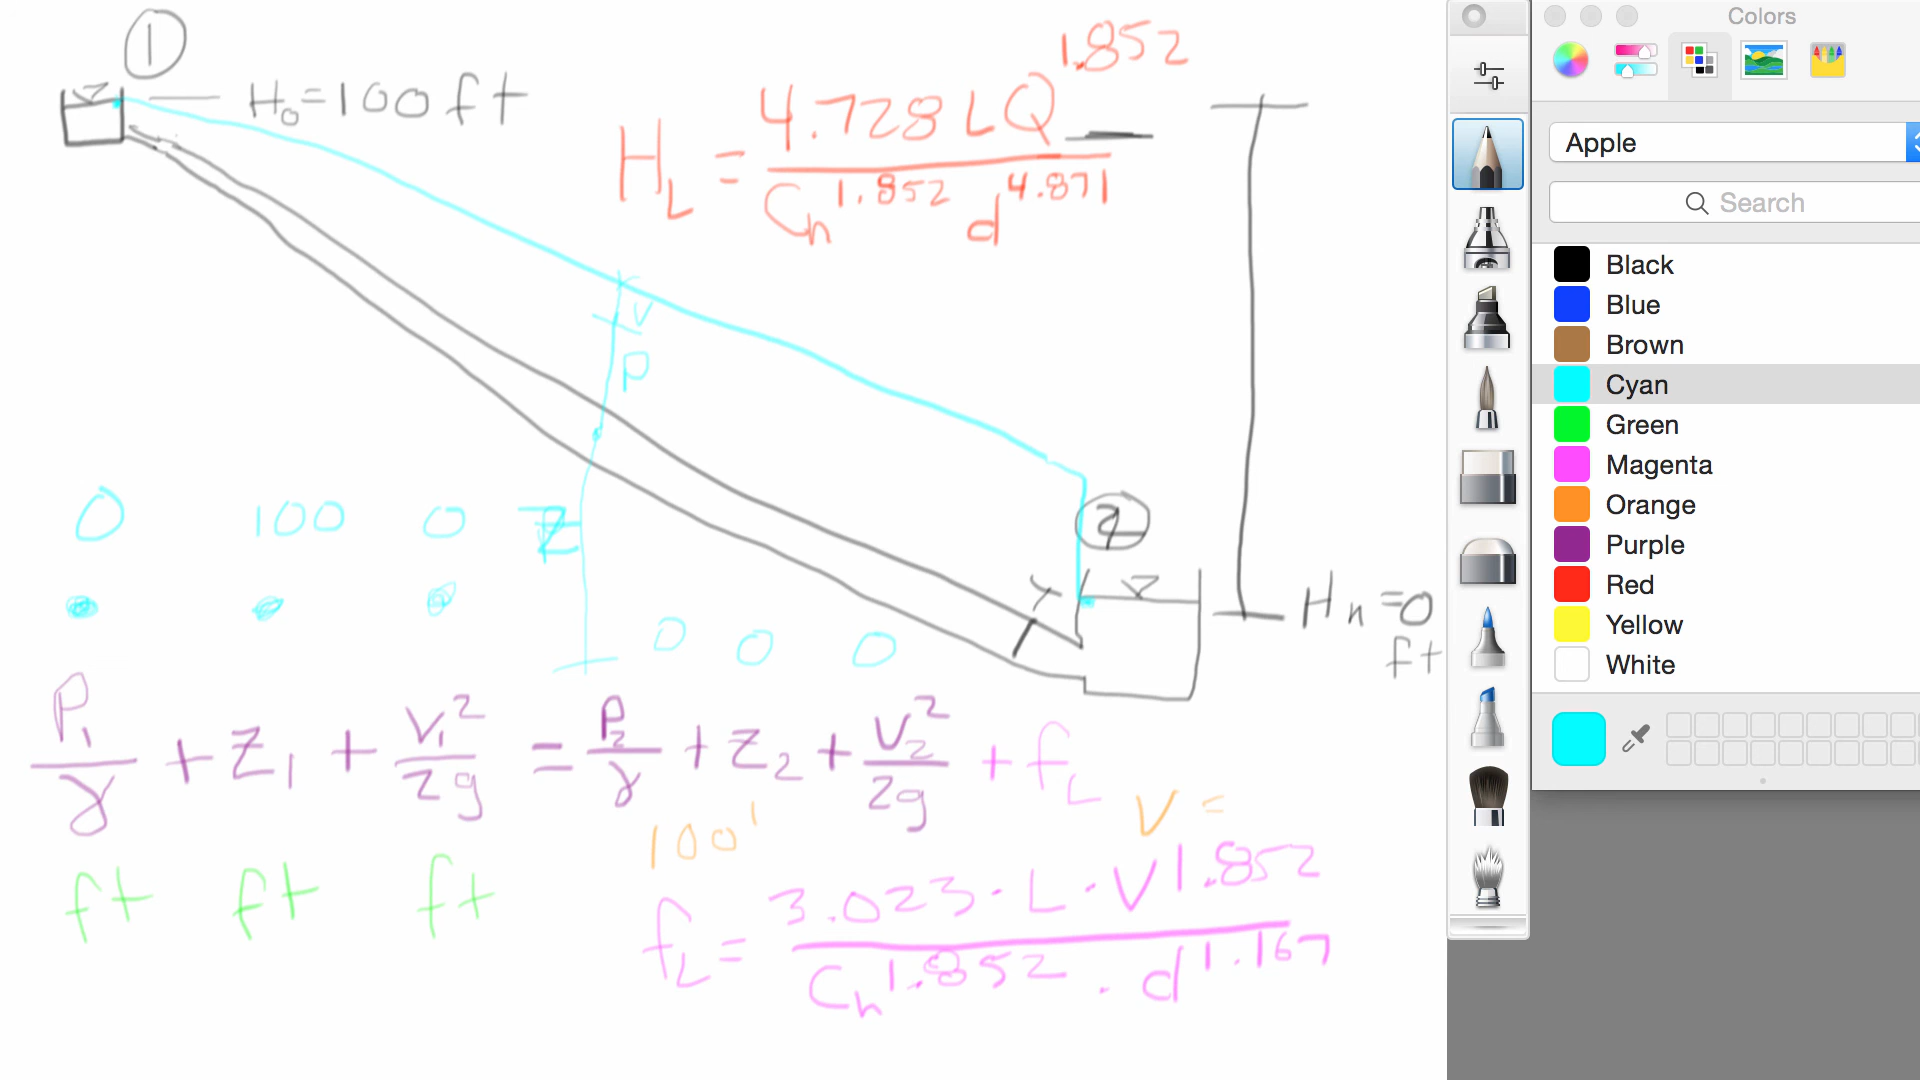 1
H₀=100 ft
H_L = 4.728 L Q^1.852 / C_h^1.852 d^4.871
v
p
2
H_n=0 ft
0 100 0 Z
0 0 0
P₁/γ + Z₁ + V₁²/2g = P₂/γ + Z₂ + V₂²/2g + f_L
100'
V =
ft ft ft
f_L = 3.023 · L · V^1.852 / C_h^1.852 · d^1.167
Colors
Apple
Search
Black
Blue
Brown
Cyan
Green
Magenta
Orange
Purple
Red
Yellow
White